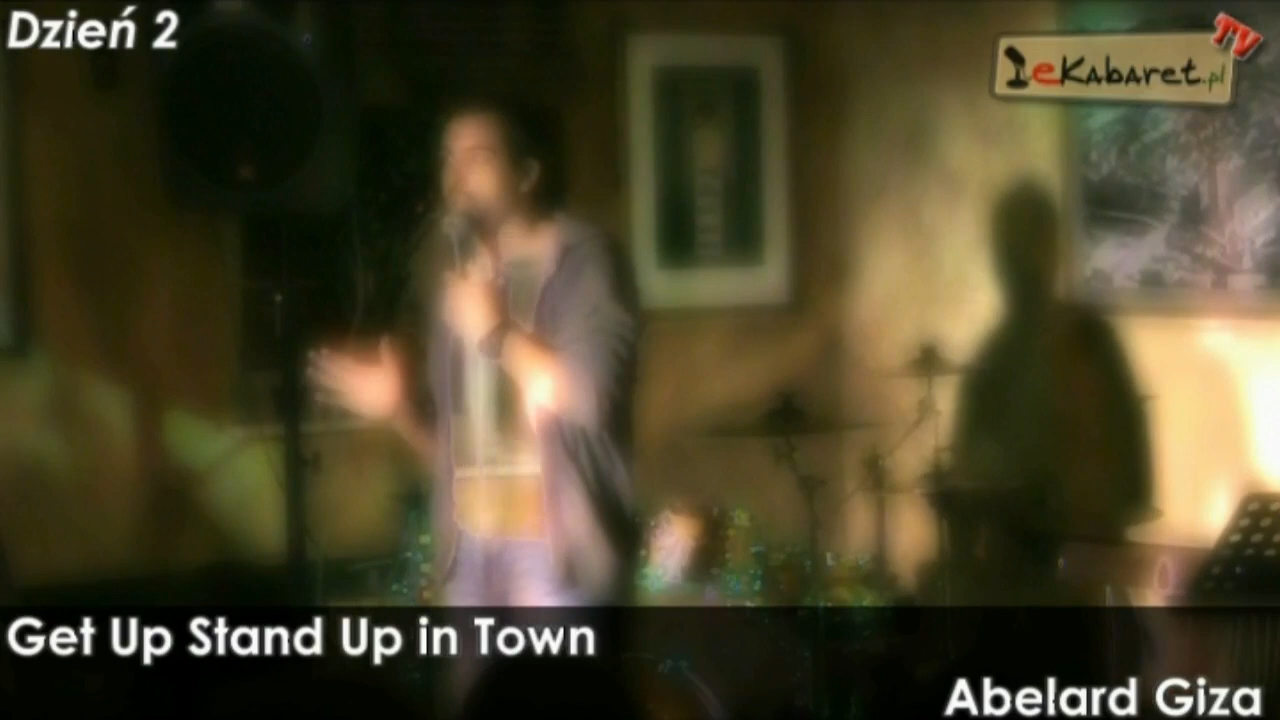 Dzień 2
TV
eKabaret.pl
Get Up Stand Up in Town
Abelard Giza